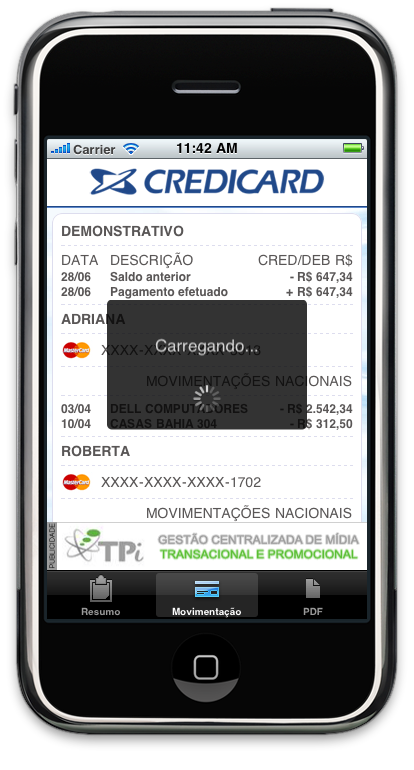 Carrier 11:42 AM
CREDICARD
DEMONSTRATIVO
DATA DESCRIÇÃO CRED/DEB R$
28/06 Saldo anterior - R$ 647,34
28/06 Pagamento efetuado + R$ 647,34
ADRIANA
MasterCard XXXX-XXXX-XXXX-
Carregando...
MOVIMENTAÇÕES NACIONAIS
03/04 DELL COMPUTADORES - R$ 2.542,34
10/04 CASAS BAHIA 304 - R$ 312,50
ROBERTA
MasterCard XXXX-XXXX-XXXX-1702
MOVIMENTAÇÕES NACIONAIS
PUBLICIDADE
TPi
GESTÃO CENTRALIZADA DE MÍDIA
TRANSACIONAL E PROMOCIONAL
Resumo Movimentação PDF